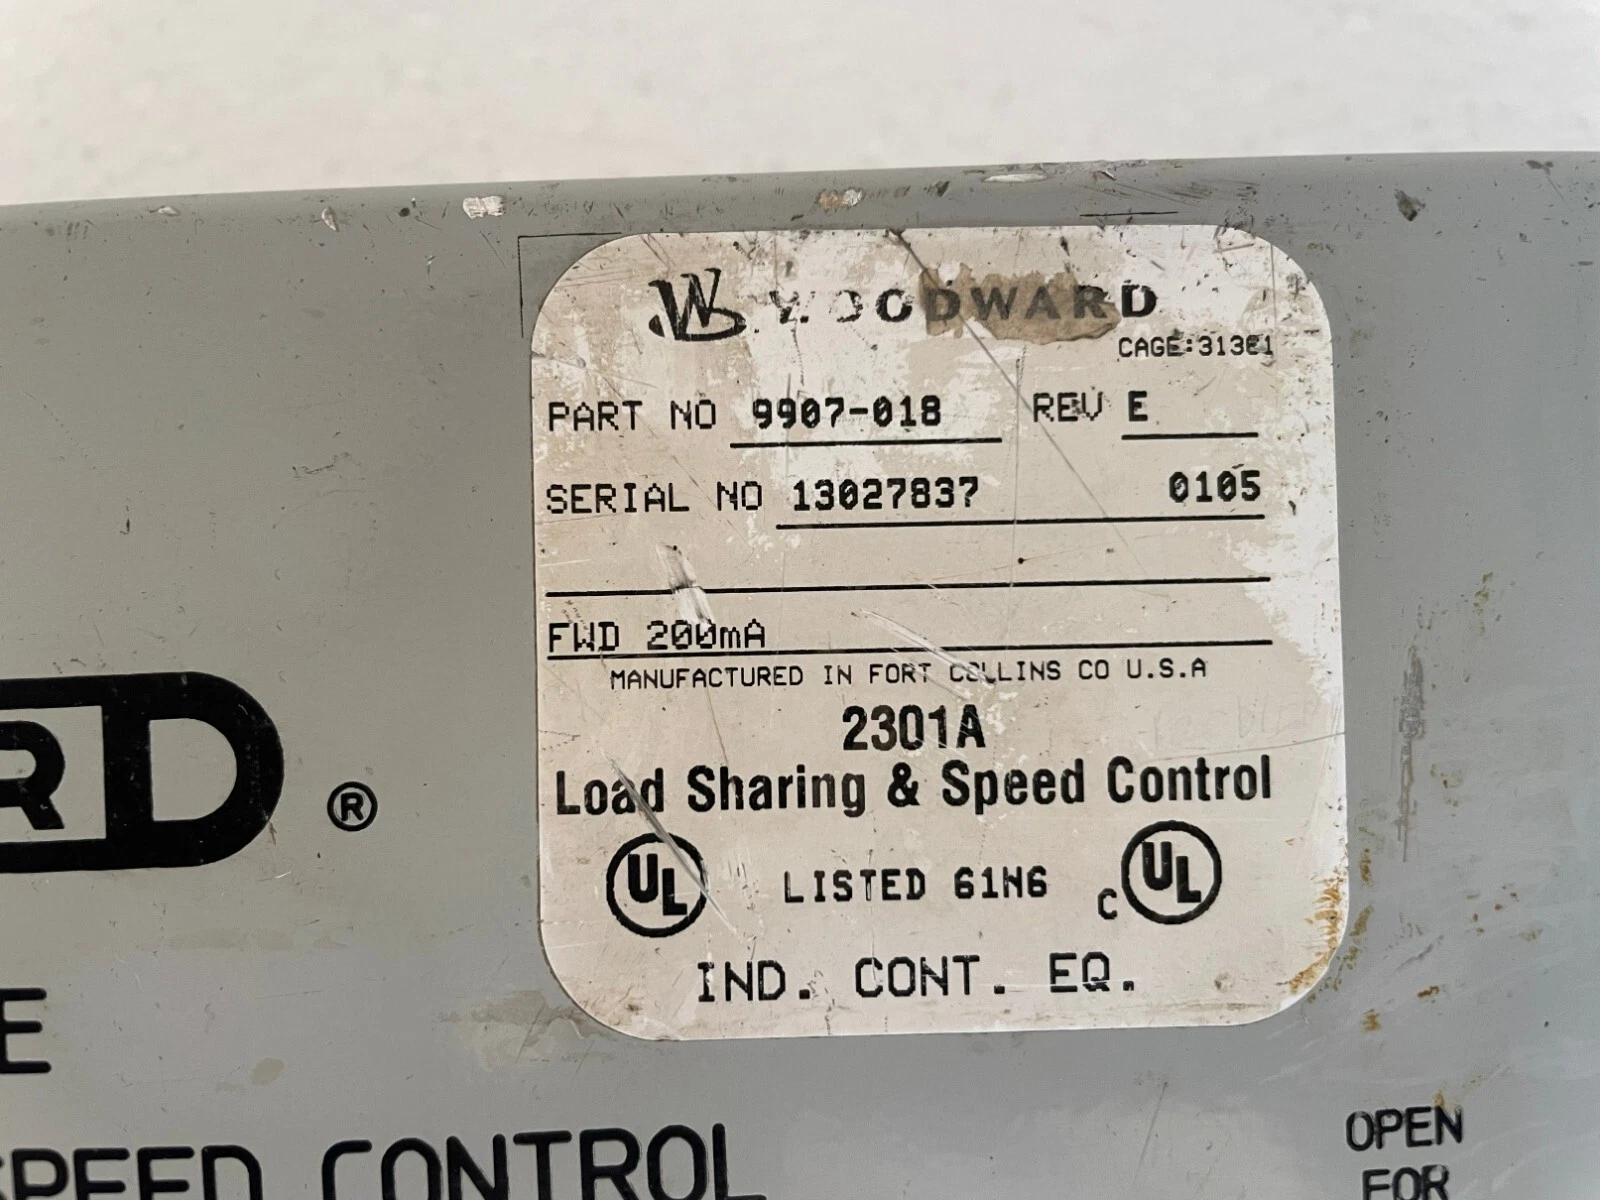 WOODWARD
CAGE:313E1
PART NO 9907-018 REV E
SERIAL NO 13027837 0105
FWD 200mA
MANUFACTURED IN FORT COLLINS CO U.S.A
2301A
Load Sharing & Speed Control
UL LISTED 61N6 C UL
IND. CONT. EQ.
RD®
E
SPEED CONTROL
OPEN
FOR